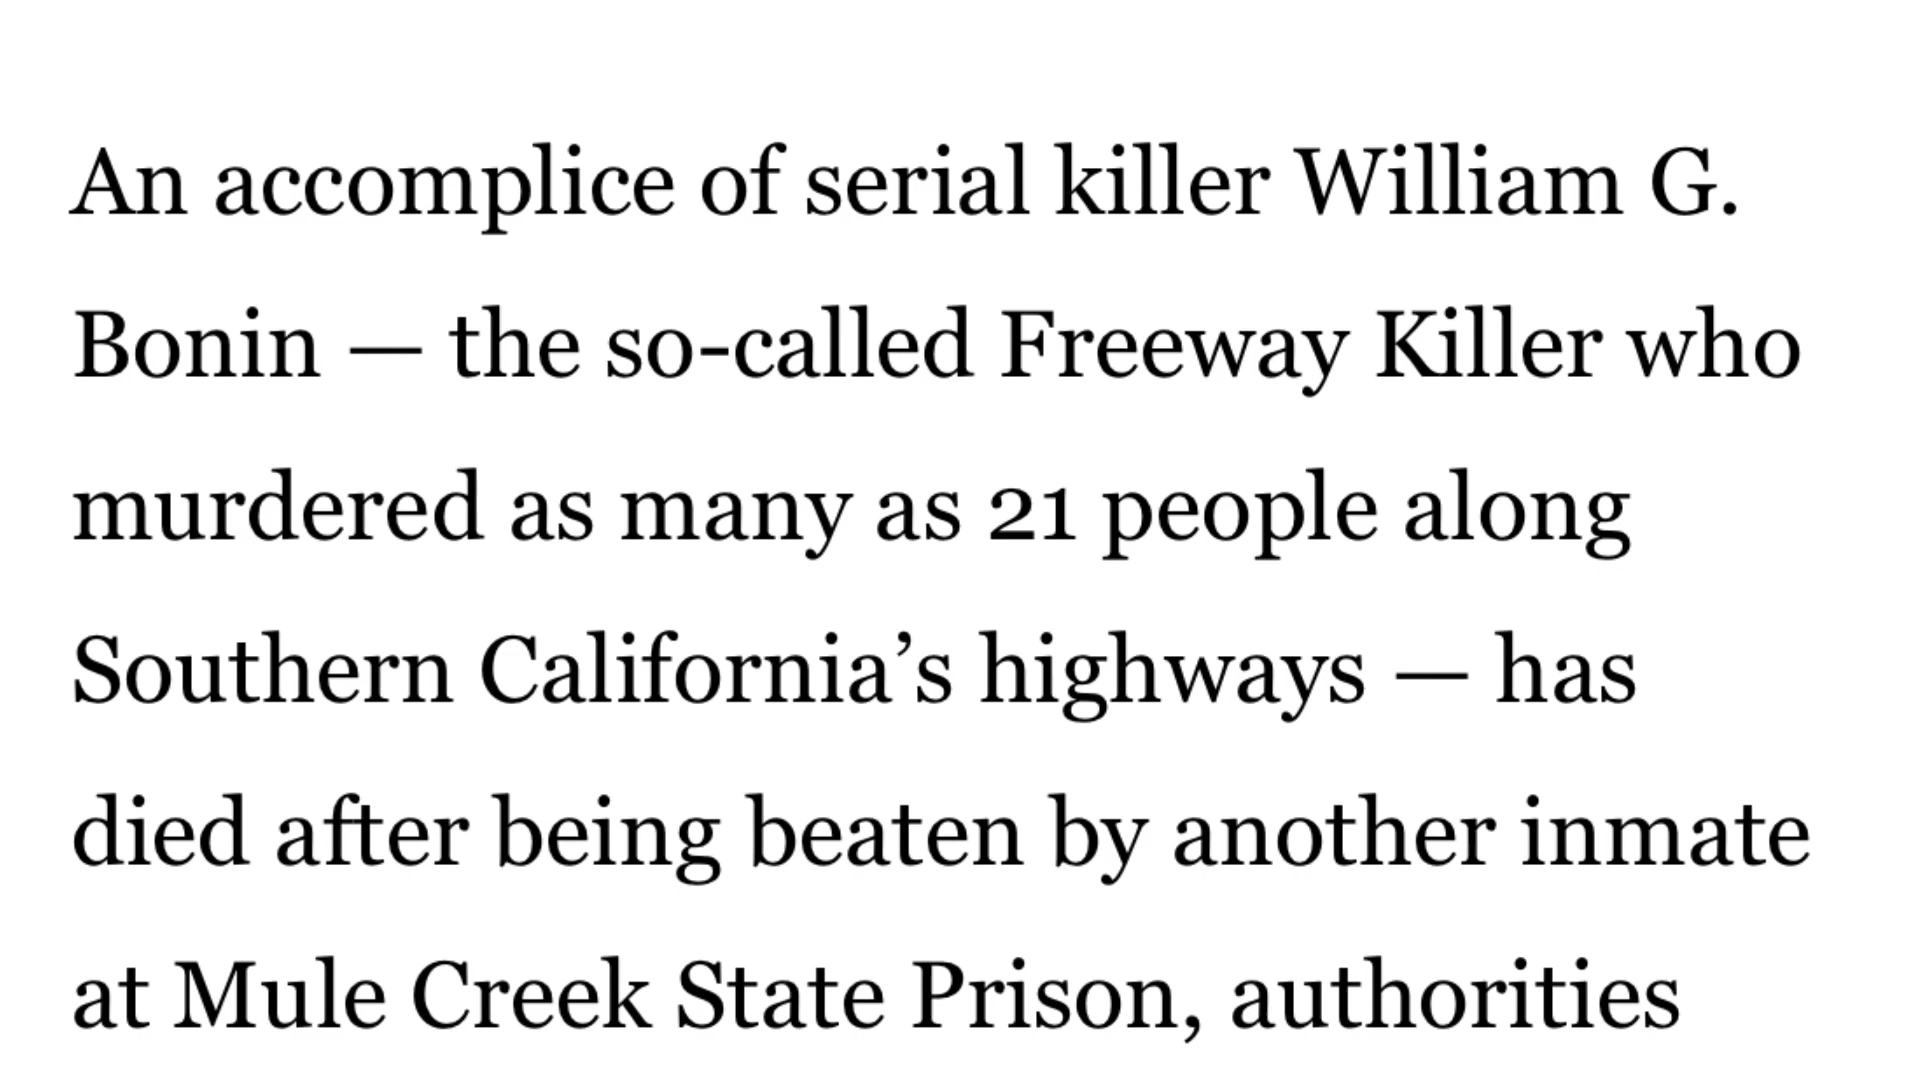 An accomplice of serial killer William G.
Bonin — the so-called Freeway Killer who
murdered as many as 21 people along
Southern California’s highways — has
died after being beaten by another inmate
at Mule Creek State Prison, authorities